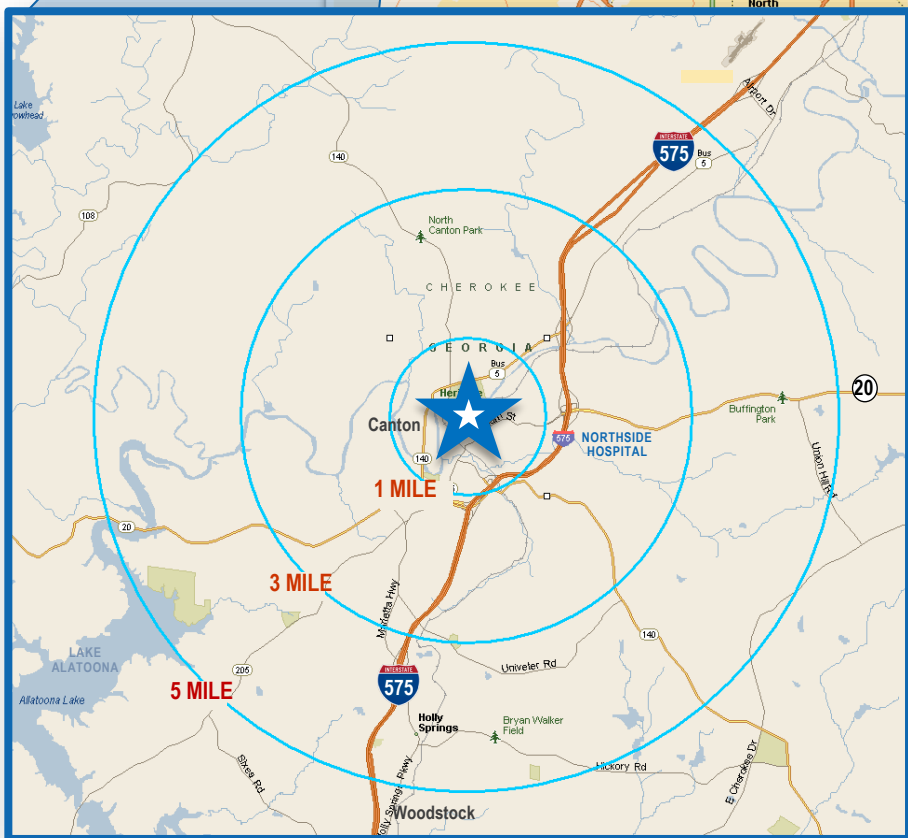 North
Lake
owhead
Airport Dr
INTERSTATE
575
Bus
5
140
108
North
Canton Park
CHEROKEE
GEORGIA
Bus
5
Her
Canton
St
20
Buffington
Park
575
NORTHSIDE
HOSPITAL
140
1 MILE
Union Hill Rd
20
3 MILE
Marietta Hwy
140
LAKE
ALATOONA
205
Univeter Rd
5 MILE
INTERSTATE
575
Allatoona Lake
Holly
Springs
Bryan Walker
Field
Sixes Rd
Hickory Rd
E Cherokee Dr
Holly Springs Pkwy
Woodstock